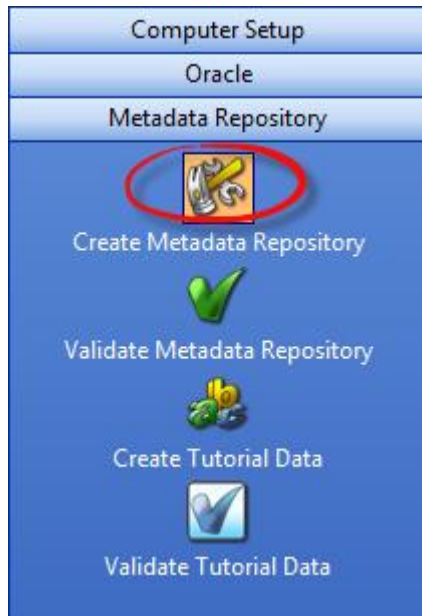 Computer Setup
Oracle
Metadata Repository
Create Metadata Repository
Validate Metadata Repository
Create Tutorial Data
Validate Tutorial Data